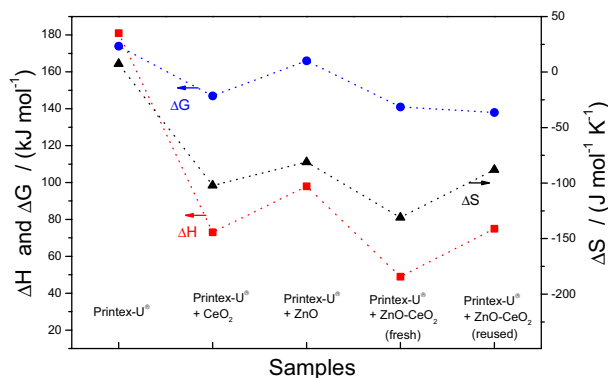 ΔH and ΔG / (kJ mol⁻¹)
180
160
140
120
100
80
60
40
20
50
0
-50
-100
-150
-200
ΔS / (J mol⁻¹ K⁻¹)
ΔG
ΔH
ΔS
Printex-U®
Printex-U®
+ CeO₂
Printex-U®
+ ZnO
Printex-U®
+ ZnO-CeO₂
(fresh)
Printex-U®
+ ZnO-CeO₂
(reused)
Samples